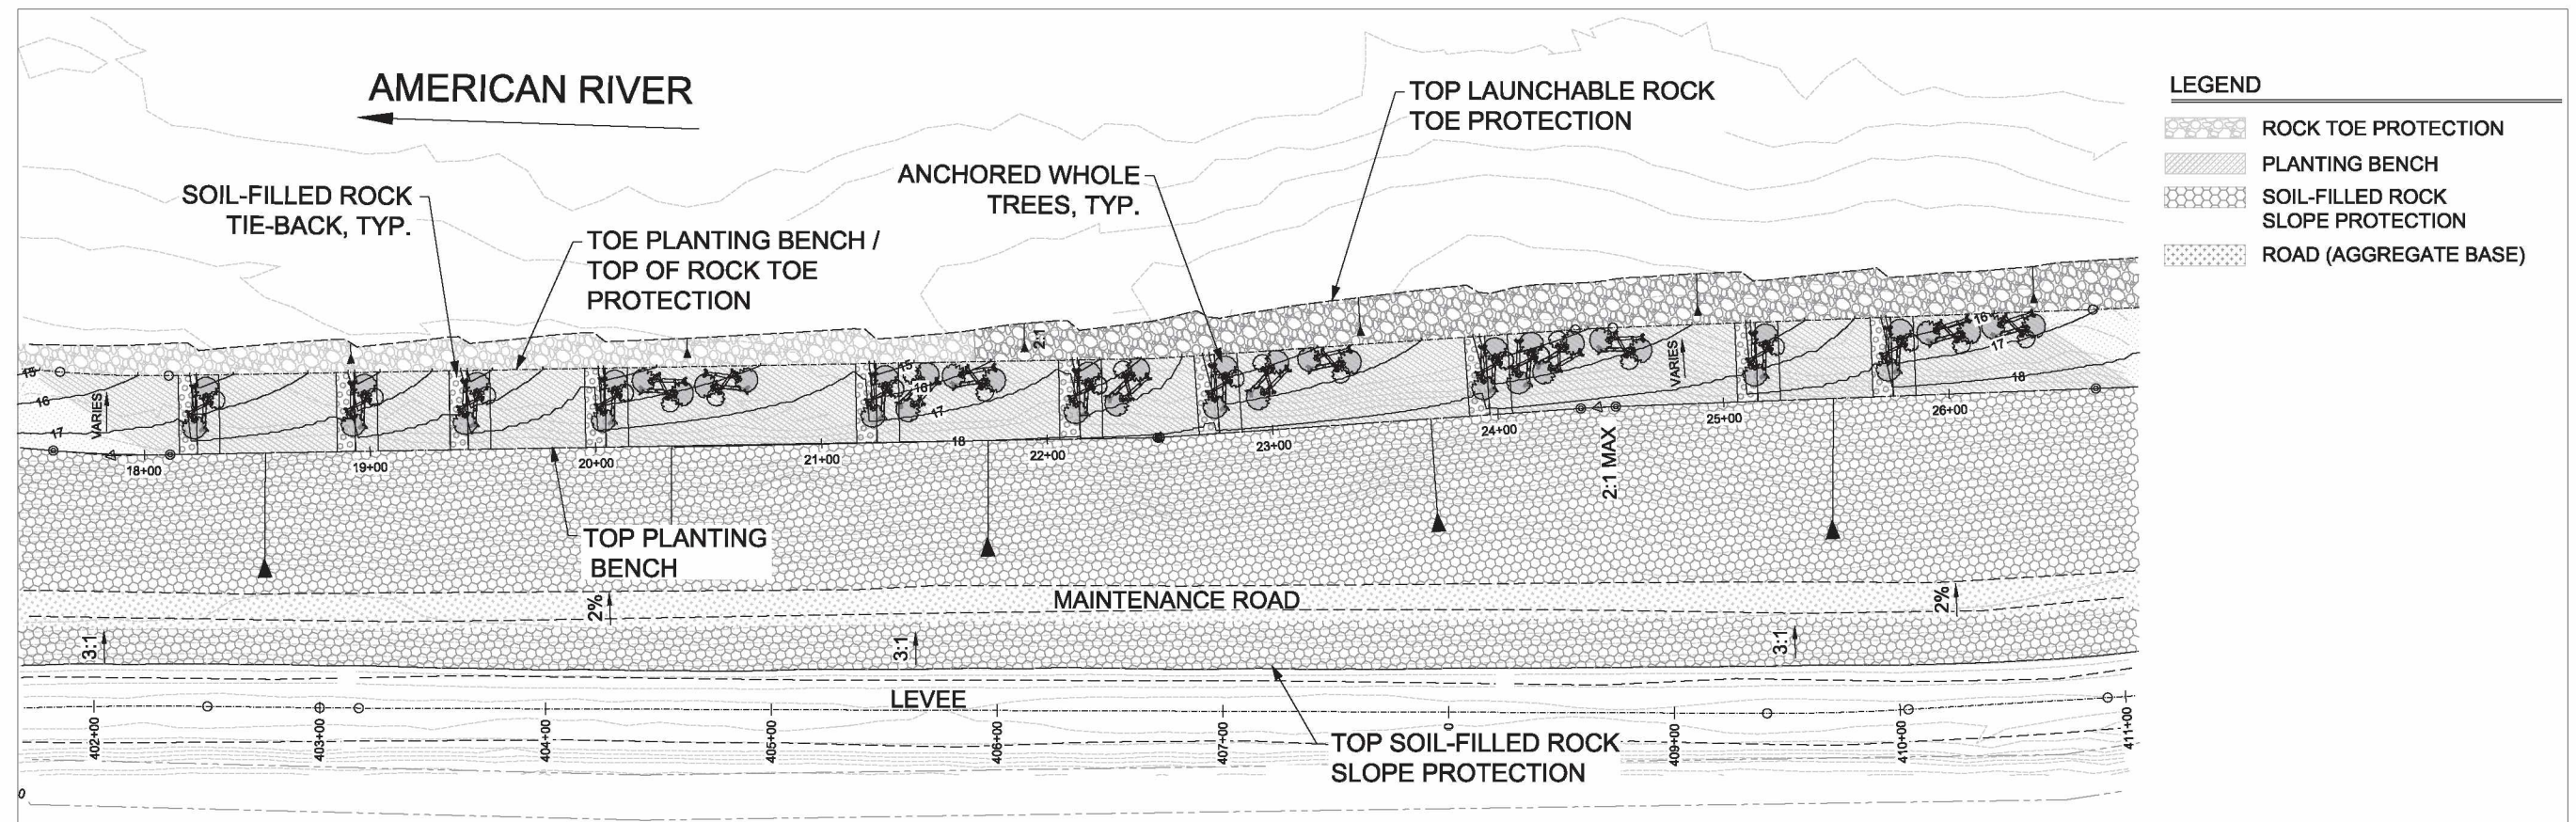 AMERICAN RIVER
TOP LAUNCHABLE ROCK
TOE PROTECTION
ANCHORED WHOLE
TREES, TYP.
SOIL-FILLED ROCK
TIE-BACK, TYP.
TOE PLANTING BENCH /
TOP OF ROCK TOE
PROTECTION
LEGEND
ROCK TOE PROTECTION
PLANTING BENCH
SOIL-FILLED ROCK
SLOPE PROTECTION
ROAD (AGGREGATE BASE)
2:1
15
16
17
VARIES
15
16
17
18
VARIES
16
17
18
18+00
19+00
20+00
21+00
22+00
23+00
24+00
25+00
26+00
2:1 MAX
TOP PLANTING
BENCH
2%
MAINTENANCE ROAD
2%
3:1
3:1
3:1
LEVEE
402+00
403+00
404+00
405+00
406+00
407+00
0
409+00
410+00
411+00
TOP SOIL-FILLED ROCK
SLOPE PROTECTION
0